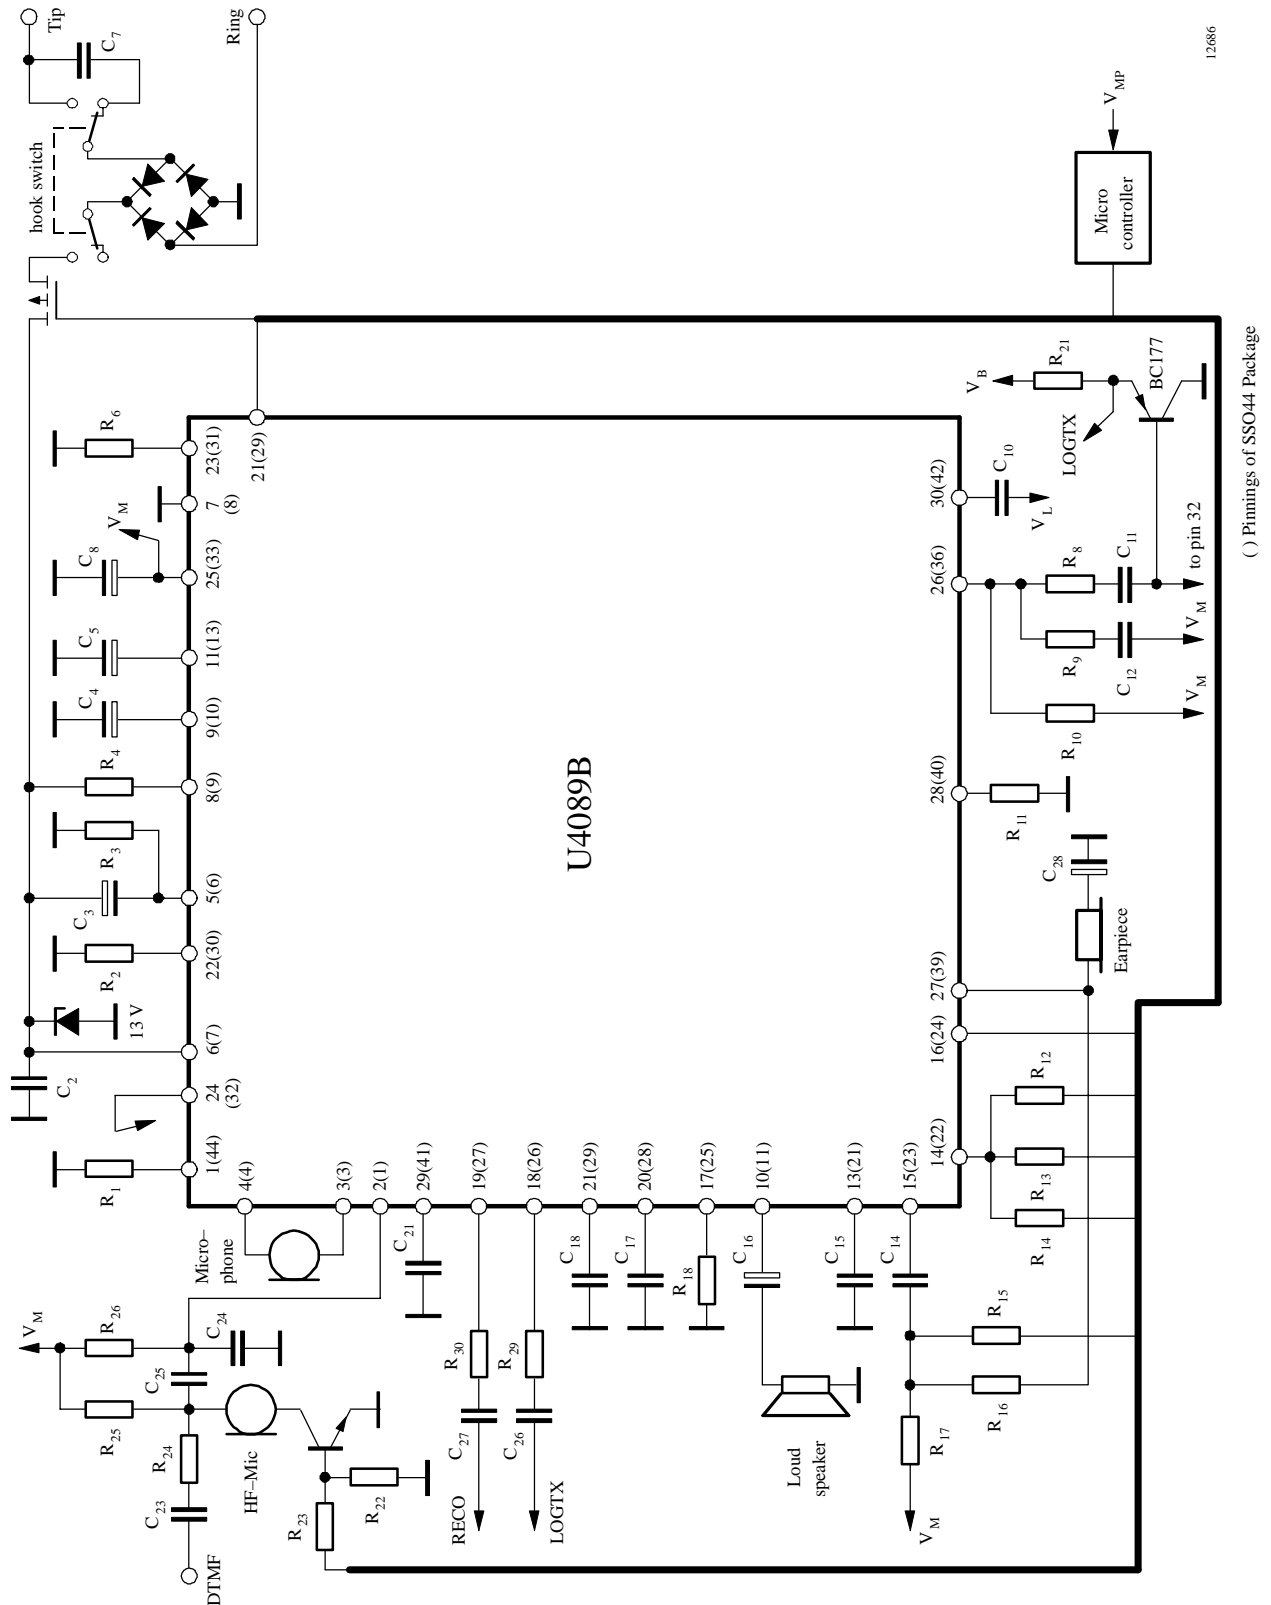 Tip
C7
Ring
hook switch
12686
VMP
Micro
controller
R6
23(31)
21(29)
7
(8)
VM
C8
25(33)
C5
11(13)
C4
9(10)
R4
8(9)
R3
C3
5(6)
R2
22(30)
13 V
6(7)
C2
24
(32)
R1
1(44)
U4089B
VB
R21
BC177
LOGTX
C10
30(42)
VL
26(36)
R8
C11
to pin 32
VM
R9
C12
VM
R10
28(40)
R11
C28
Earpiece
27(39)
16(24)
14(22)
R12
R13
R14
( ) Pinnings of SSO44 Package
4(4)
3(3)
2(1)
29(41)
19(27)
18(26)
21(29)
20(28)
17(25)
10(11)
13(21)
15(23)
Micro–
phone
C21
C18
C17
R18
C16
C15
C14
VM
R26
C24
C25
R25
R24
HF–Mic
C23
DTMF
R23
R22
R30
R29
C27
C26
RECO
LOGTX
Loud
speaker
R15
R16
R17
VM